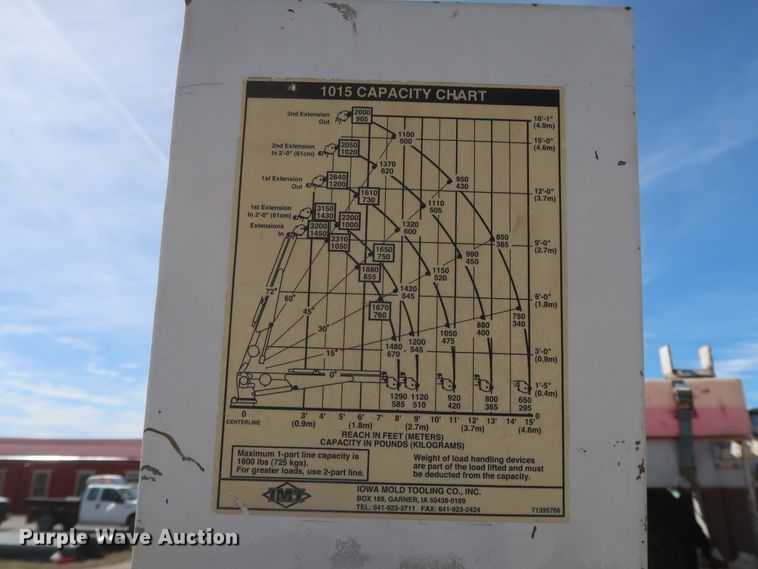 1015 CAPACITY CHART
2nd Extension
Out
2000
905
16'-1"
(4.9m)
1100
500
15'-0"
(4.6m)
2nd Extension
In 2'-0" (61cm)
2050
1020
1370
620
1st Extension
Out
2640
1200
950
430
1610
730
12'-0"
(3.7m)
1st Extension
In 2'-0" (61cm)
3150
1430
1110
505
2200
1000
1320
600
Extensions
In
3200
1450
2310
1050
850
385
9'-0"
(2.7m)
1650
750
990
450
1880
855
1150
520
72°
60°
1420
645
6'-0"
(1.8m)
45°
1670
760
750
340
30°
880
400
1050
475
1200
545
1480
670
15°
3'-0"
(0.9m)
0°
1'-5"
(0.4m)
1290
585
1120
510
920
420
800
365
650
295
0
0
CENTERLINE
3' 4' 5' 6' 7' 8' 9' 10' 11' 12' 13' 14' 15'
(0.9m) (1.8m) (2.7m) (3.7m) (4.6m)
REACH IN FEET (METERS)
CAPACITY IN POUNDS (KILOGRAMS)
Maximum 1-part line capacity is
1600 lbs (725 kgs).
For greater loads, use 2-part line.
Weight of load handling devices
are part of the load lifted and must
be deducted from the capacity.
IMT
IOWA MOLD TOOLING CO., INC.
BOX 189, GARNER, IA 50438-0189
TEL: 641-923-3711 FAX: 641-923-2424
71395766
Purple Wave Auction